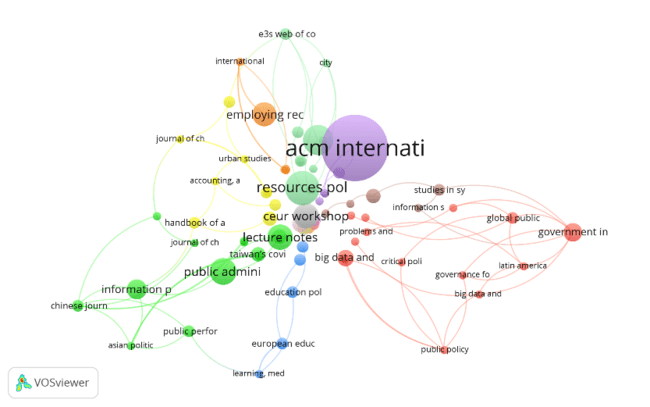 e3s web of co
international
city
employing rec
journal of ch
acm internati
urban studies
accounting, a
resources pol
studies in sy
information s
ceur workshop
global public
handbook of a
problems and
government in
lecture notes
journal of ch
taiwan's covi
big data and
critical poli
latin america
public admini
governance fo
information p
education pol
big data and
chinese journ
public perfor
asian politic
european educ
public policy
learning, med
VOSviewer